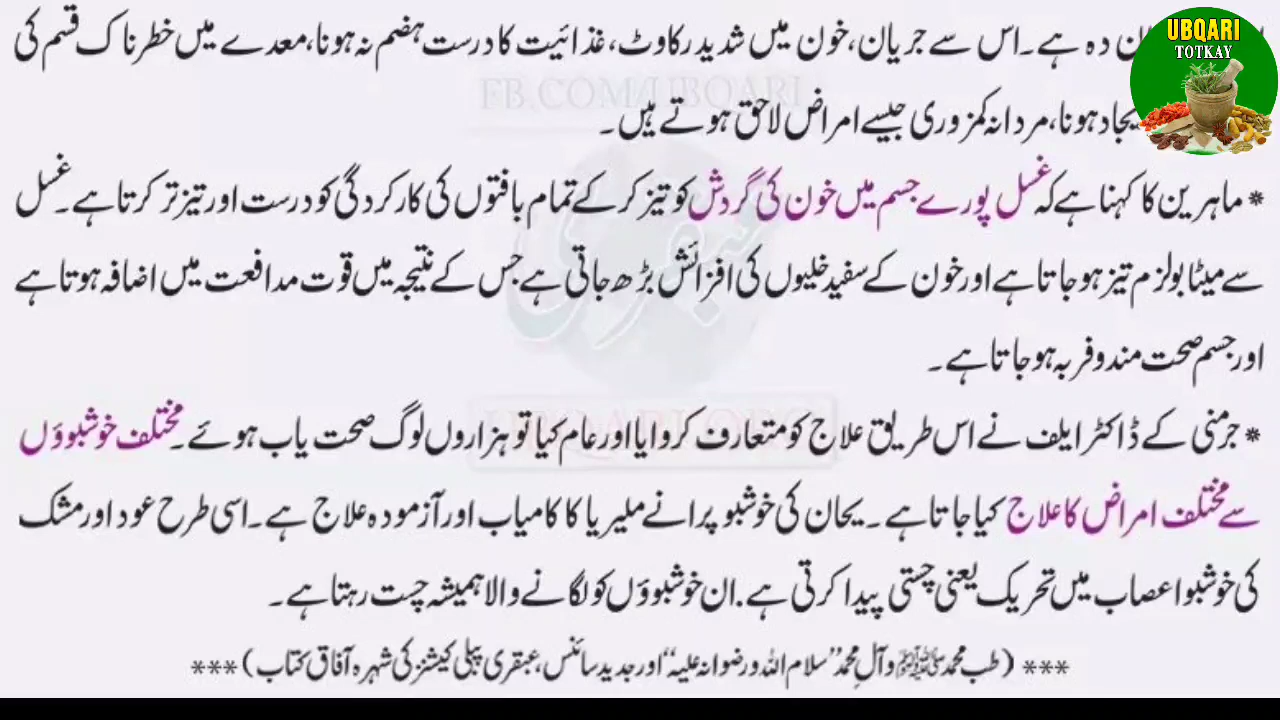 UBQARI
TOTKAY
دہ ہے۔ اس سے جریان، خون میں شدید رکاوٹ، غذائیت کا درست ہضم نہ ہونا، معدے میں خطرناک قسم کی
ہونا، مردانہ کمزوری جیسے امراض لاحق ہوتے ہیں۔
* ماہرین کا کہنا ہے کہ غسل پورے جسم میں خون کی گردش کو تیز کر کے تمام بافتوں کی کارکردگی کو درست اور تیز تر کرتا ہے۔ غسل
سے میٹابولزم تیز ہو جاتا ہے اور خون کے سفید خلیوں کی افزائش بڑھ جاتی ہے جس کے نتیجہ میں قوت مدافعت میں اضافہ ہوتا ہے
اور جسم صحت مند و فربہ ہو جاتا ہے۔
* جرمنی کے ڈاکٹر ایلف نے اس طریق علاج کو متعارف کروایا اور عام کیا تو ہزاروں لوگ صحت یاب ہوئے۔ مختلف خوشبوؤں
سے مختلف امراض کا علاج کیا جاتا ہے۔ یحان کی خوشبو پرانے ملیریا کا کامیاب اور آزمودہ علاج ہے۔ اسی طرح عود اور مشک
کی خوشبو اعصاب میں تحریک یعنی چستی پیدا کرتی ہے. ان خوشبوؤں کو لگانے والا ہمیشہ چست رہتا ہے۔
*** (طب محمد ﷺ و آلِ محمد "سلام اللہ و رضوانہ علیہ" اور جدید سائنس، عبقری پبلی کیشنز کی شہرہ آفاق کتاب) ***
FB.COM/UBQARI
UBQARI.ORG